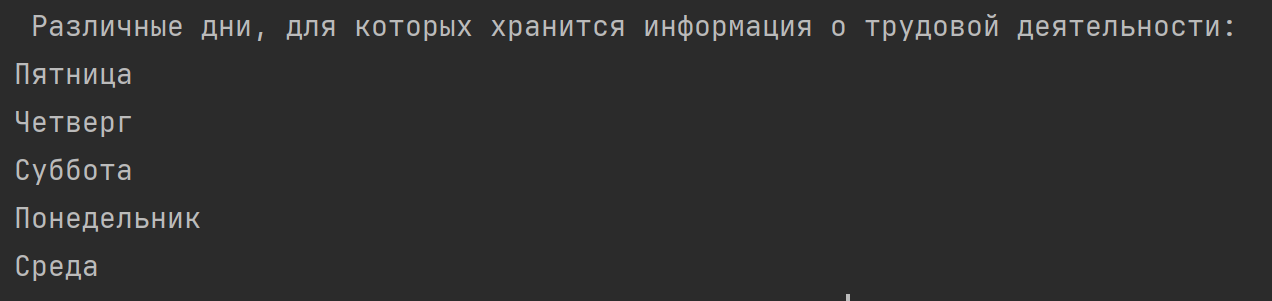 Различные дни, для которых хранится информация о трудовой деятельности:
Пятница
Четверг
Суббота
Понедельник
Среда